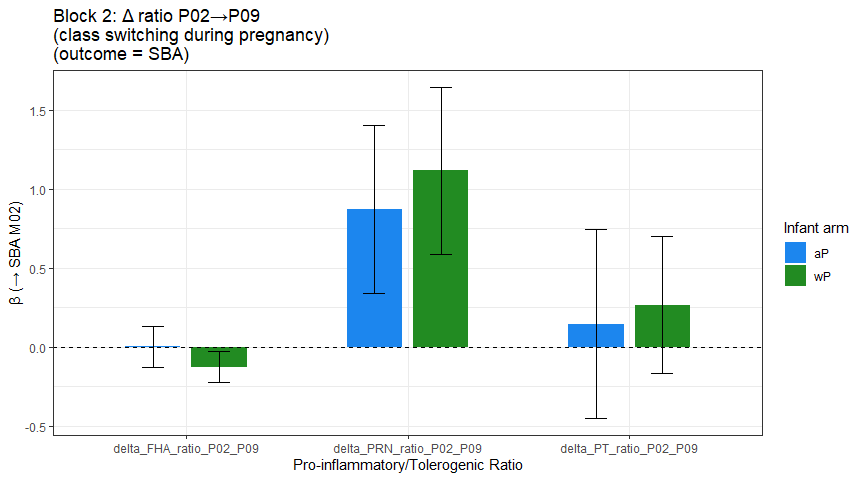 Block 2: Δ ratio P02→P09
(class switching during pregnancy)
(outcome = SBA)
β (→ SBA M02)
1.5
1.0
0.5
0.0
-0.5
delta_FHA_ratio_P02_P09
delta_PRN_ratio_P02_P09
delta_PT_ratio_P02_P09
Pro-inflammatory/Tolerogenic Ratio
Infant arm
aP
wP